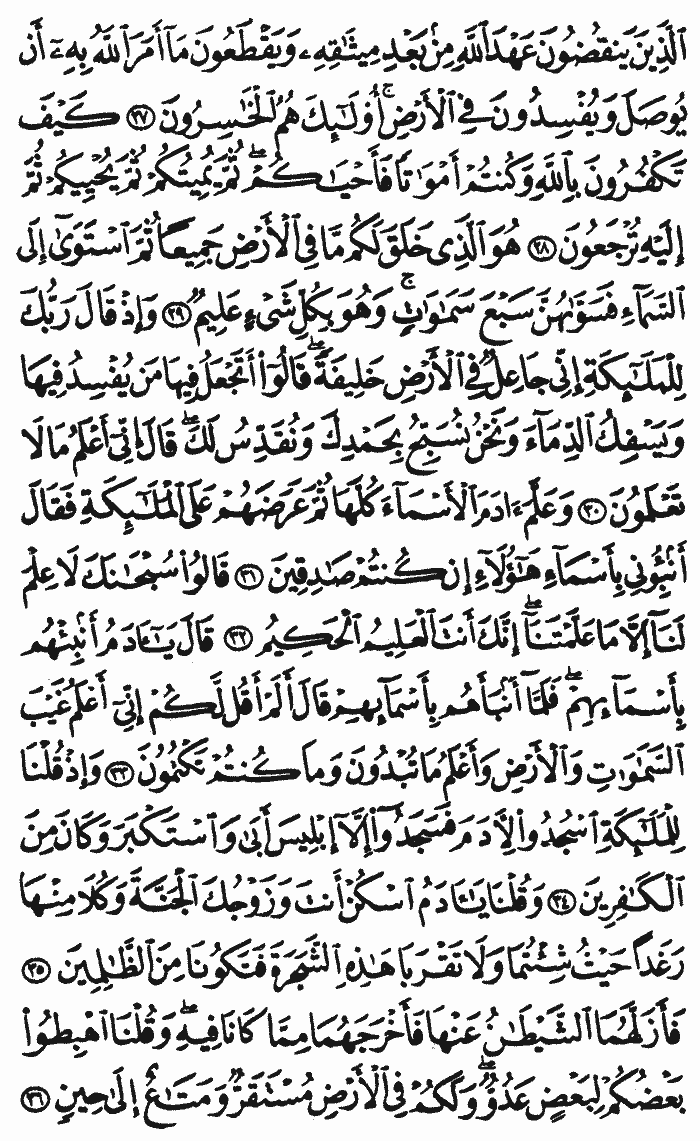 ٱلَّذِينَ يَنقُضُونَ عَهْدَ ٱللَّهِ مِنۢ بَعْدِ مِيثَٰقِهِۦ وَيَقْطَعُونَ مَآ أَمَرَ ٱللَّهُ بِهِۦٓ أَن
يُوصَلَ وَيُفْسِدُونَ فِي ٱلْأَرْضِۚ أُو۟لَٰٓئِكَ هُمُ ٱلْخَٰسِرُونَ ٢٧ كَيْفَ
تَكْفُرُونَ بِٱللَّهِ وَكُنتُمْ أَمْوَٰتًا فَأَحْيَٰكُمْۖ ثُمَّ يُمِيتُكُمْ ثُمَّ يُحْيِيكُمْ ثُمَّ
إِلَيْهِ تُرْجَعُونَ ٢٨ هُوَ ٱلَّذِى خَلَقَ لَكُم مَّا فِى ٱلْأَرْضِ جَمِيعًا ثُمَّ ٱسْتَوَىٰٓ إِلَى
ٱلسَّمَآءِ فَسَوَّىٰهُنَّ سَبْعَ سَمَٰوَٰتٍۚ وَهُوَ بِكُلِّ شَىْءٍ عَلِيمٌ ٢٩ وَإِذْ قَالَ رَبُّكَ
لِلْمَلَٰٓئِكَةِ إِنِّى جَاعِلٌ فِى ٱلْأَرْضِ خَلِيفَةًۖ قَالُوٓا۟ أَتَجْعَلُ فِيهَا مَن يُفْسِدُ فِيهَا
وَيَسْفِكُ ٱلدِّمَآءَ وَنَحْنُ نُسَبِّحُ بِحَمْدِكَ وَنُقَدِّسُ لَكَۖ قَالَ إِنِّىٓ أَعْلَمُ مَا لَا
تَعْلَمُونَ ٣٠ وَعَلَّمَ ءَادَمَ ٱلْأَسْمَآءَ كُلَّهَا ثُمَّ عَرَضَهُمْ عَلَى ٱلْمَلَٰٓئِكَةِ فَقَالَ
أَنۢبِـُٔونِى بِأَسْمَآءِ هَٰٓؤُلَآءِ إِن كُنتُمْ صَٰدِقِينَ ٣١ قَالُوا۟ سُبْحَٰنَكَ لَا عِلْمَ
لَنَآ إِلَّا مَا عَلَّمْتَنَآۖ إِنَّكَ أَنتَ ٱلْعَلِيمُ ٱلْحَكِيمُ ٣٢ قَالَ يَٰٓـَٔادَمُ أَنۢبِئْهُم
بِأَسْمَآئِهِمْۖ فَلَمَّآ أَنۢبَأَهُم بِأَسْمَآئِهِمْ قَالَ أَلَمْ أَقُل لَّكُمْ إِنِّىٓ أَعْلَمُ غَيْبَ
ٱلسَّمَٰوَٰتِ وَٱلْأَرْضِ وَأَعْلَمُ مَا تُبْدُونَ وَمَا كُنتُمْ تَكْتُمُونَ ٣٣ وَإِذْ قُلْنَا
لِلْمَلَٰٓئِكَةِ ٱسْجُدُوا۟ لِـَٔادَمَ فَسَجَدُوٓا۟ إِلَّآ إِبْلِيسَ أَبَىٰ وَٱسْتَكْبَرَ وَكَانَ مِنَ
ٱلْكَٰفِرِينَ ٣٤ وَقُلْنَا يَٰٓـَٔادَمُ ٱسْكُنْ أَنتَ وَزَوْجُكَ ٱلْجَنَّةَ وَكُلَا مِنْهَا
رَغَدًا حَيْثُ شِئْتُمَا وَلَا تَقْرَبَا هَٰذِهِ ٱلشَّجَرَةَ فَتَكُونَا مِنَ ٱلظَّٰلِمِينَ ٣٥
فَأَزَلَّهُمَا ٱلشَّيْطَٰنُ عَنْهَا فَأَخْرَجَهُمَا مِمَّا كَانَا فِيهِۖ وَقُلْنَا ٱهْبِطُوا۟
بَعْضُكُمْ لِبَعْضٍ عَدُوٌّۖ وَلَكُمْ فِى ٱلْأَرْضِ مُسْتَقَرٌّ وَمَتَٰعٌ إِلَىٰ حِينٍ ٣٦